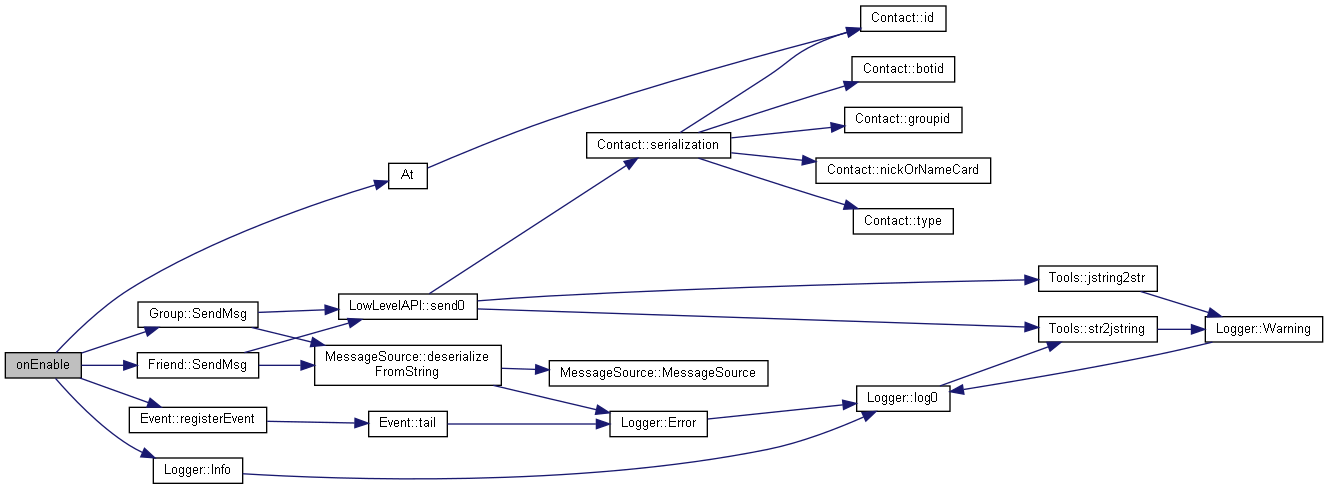 Contact::id
Contact::botid
Contact::groupid
Contact::serialization
Contact::nickOrNameCard
At
Contact::type
Tools::jstring2str
LowLevelAPI::send0
Group::SendMsg
Tools::str2jstring
Logger::Warning
onEnable
Friend::SendMsg
MessageSource::deserialize
FromString
MessageSource::MessageSource
Logger::log0
Event::registerEvent
Event::tail
Logger::Error
Logger::Info